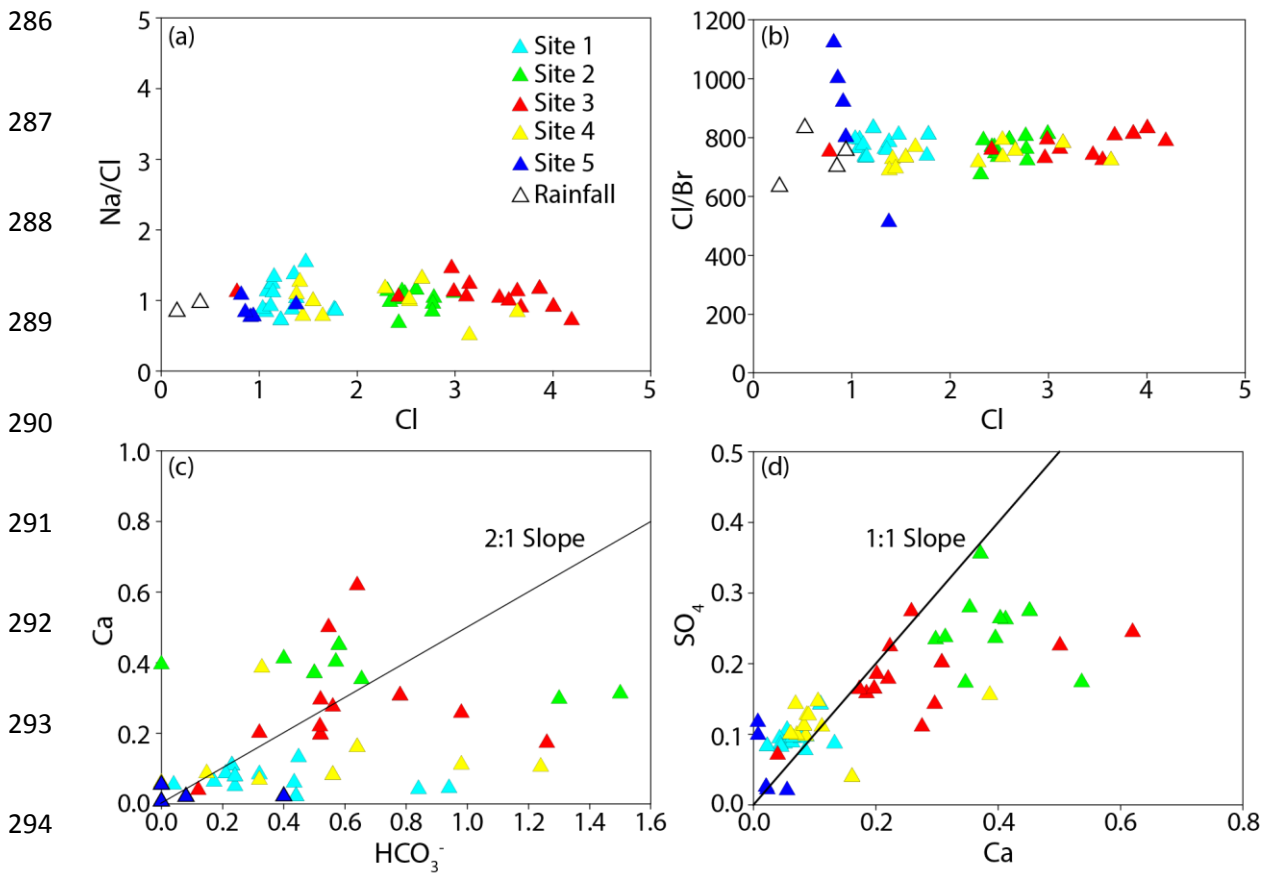 286
287
288
289
290
291
292
293
294
(a)
5
4
3
2
1
0
Na/Cl
Site 1
Site 2
Site 3
Site 4
Site 5
Rainfall
0 1 2 3 4 5
Cl
(b)
1200
1000
800
600
400
200
0
Cl/Br
0 1 2 3 4 5
Cl
(c)
1.0
0.8
0.6
0.4
0.2
0.0
Ca
2:1 Slope
0.0 0.2 0.4 0.6 0.8 1.0 1.2 1.4 1.6
HCO₃⁻
(d)
0.5
0.4
0.3
0.2
0.1
0.0
SO₄
1:1 Slope
0.0 0.2 0.4 0.6 0.8
Ca